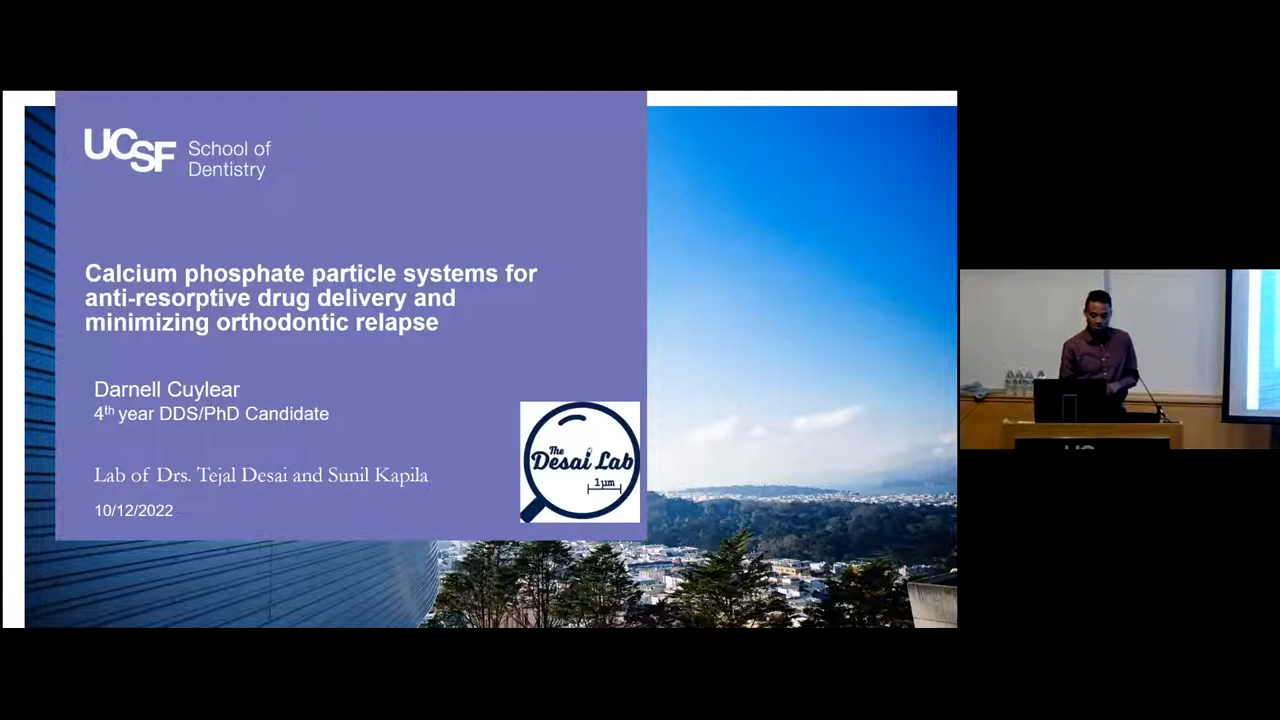 UCSF School of
Dentistry
Calcium phosphate particle systems for
anti-resorptive drug delivery and
minimizing orthodontic relapse
Darnell Cuylear
4th year DDS/PhD Candidate
The
Desai Lab
1µm
Lab of Drs. Tejal Desai and Sunil Kapila
10/12/2022